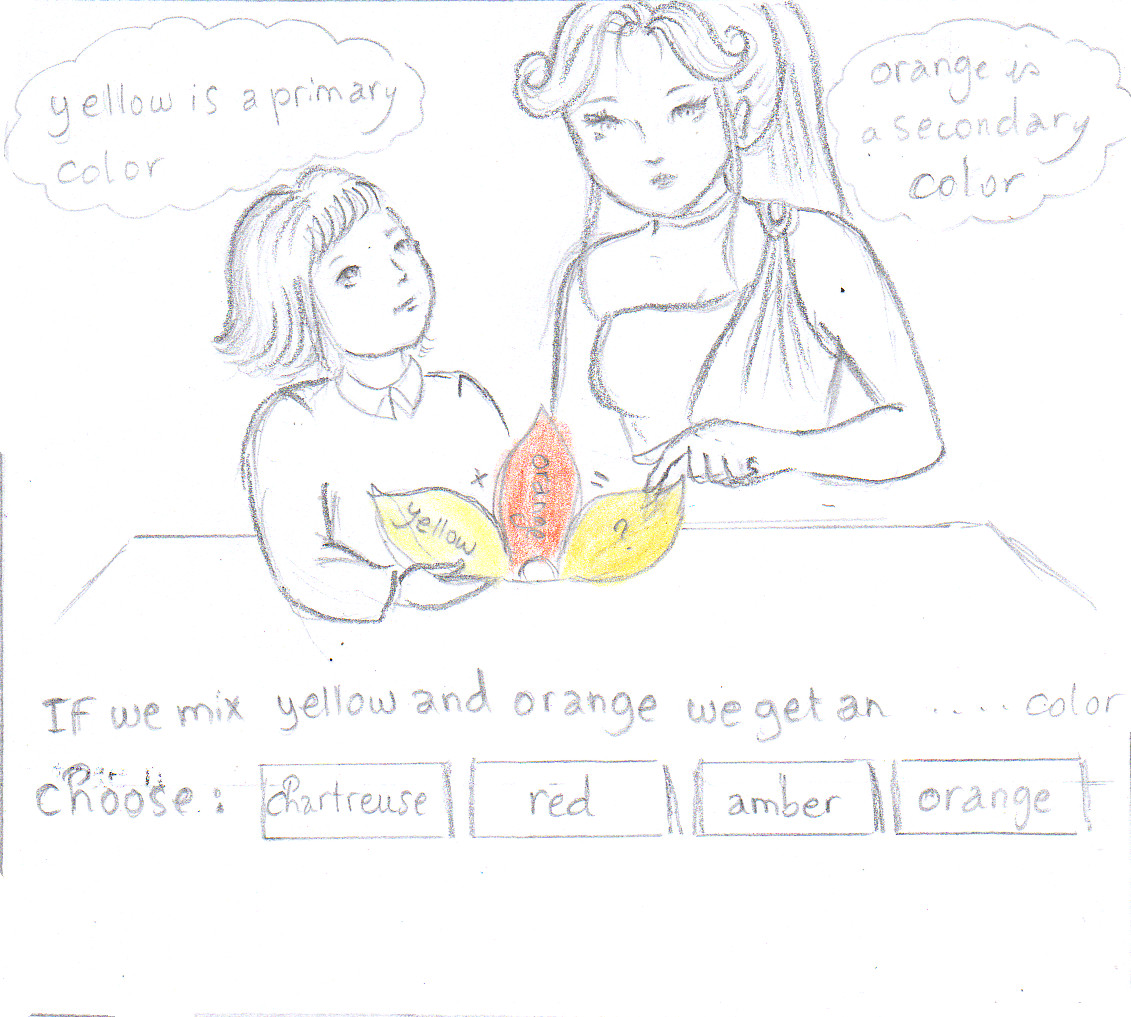 yellow is a primary
color
orange is
a secondary
color
yellow x orange = ?
If we mix yellow and orange we get an .... color
choose: chartreuse red amber orange